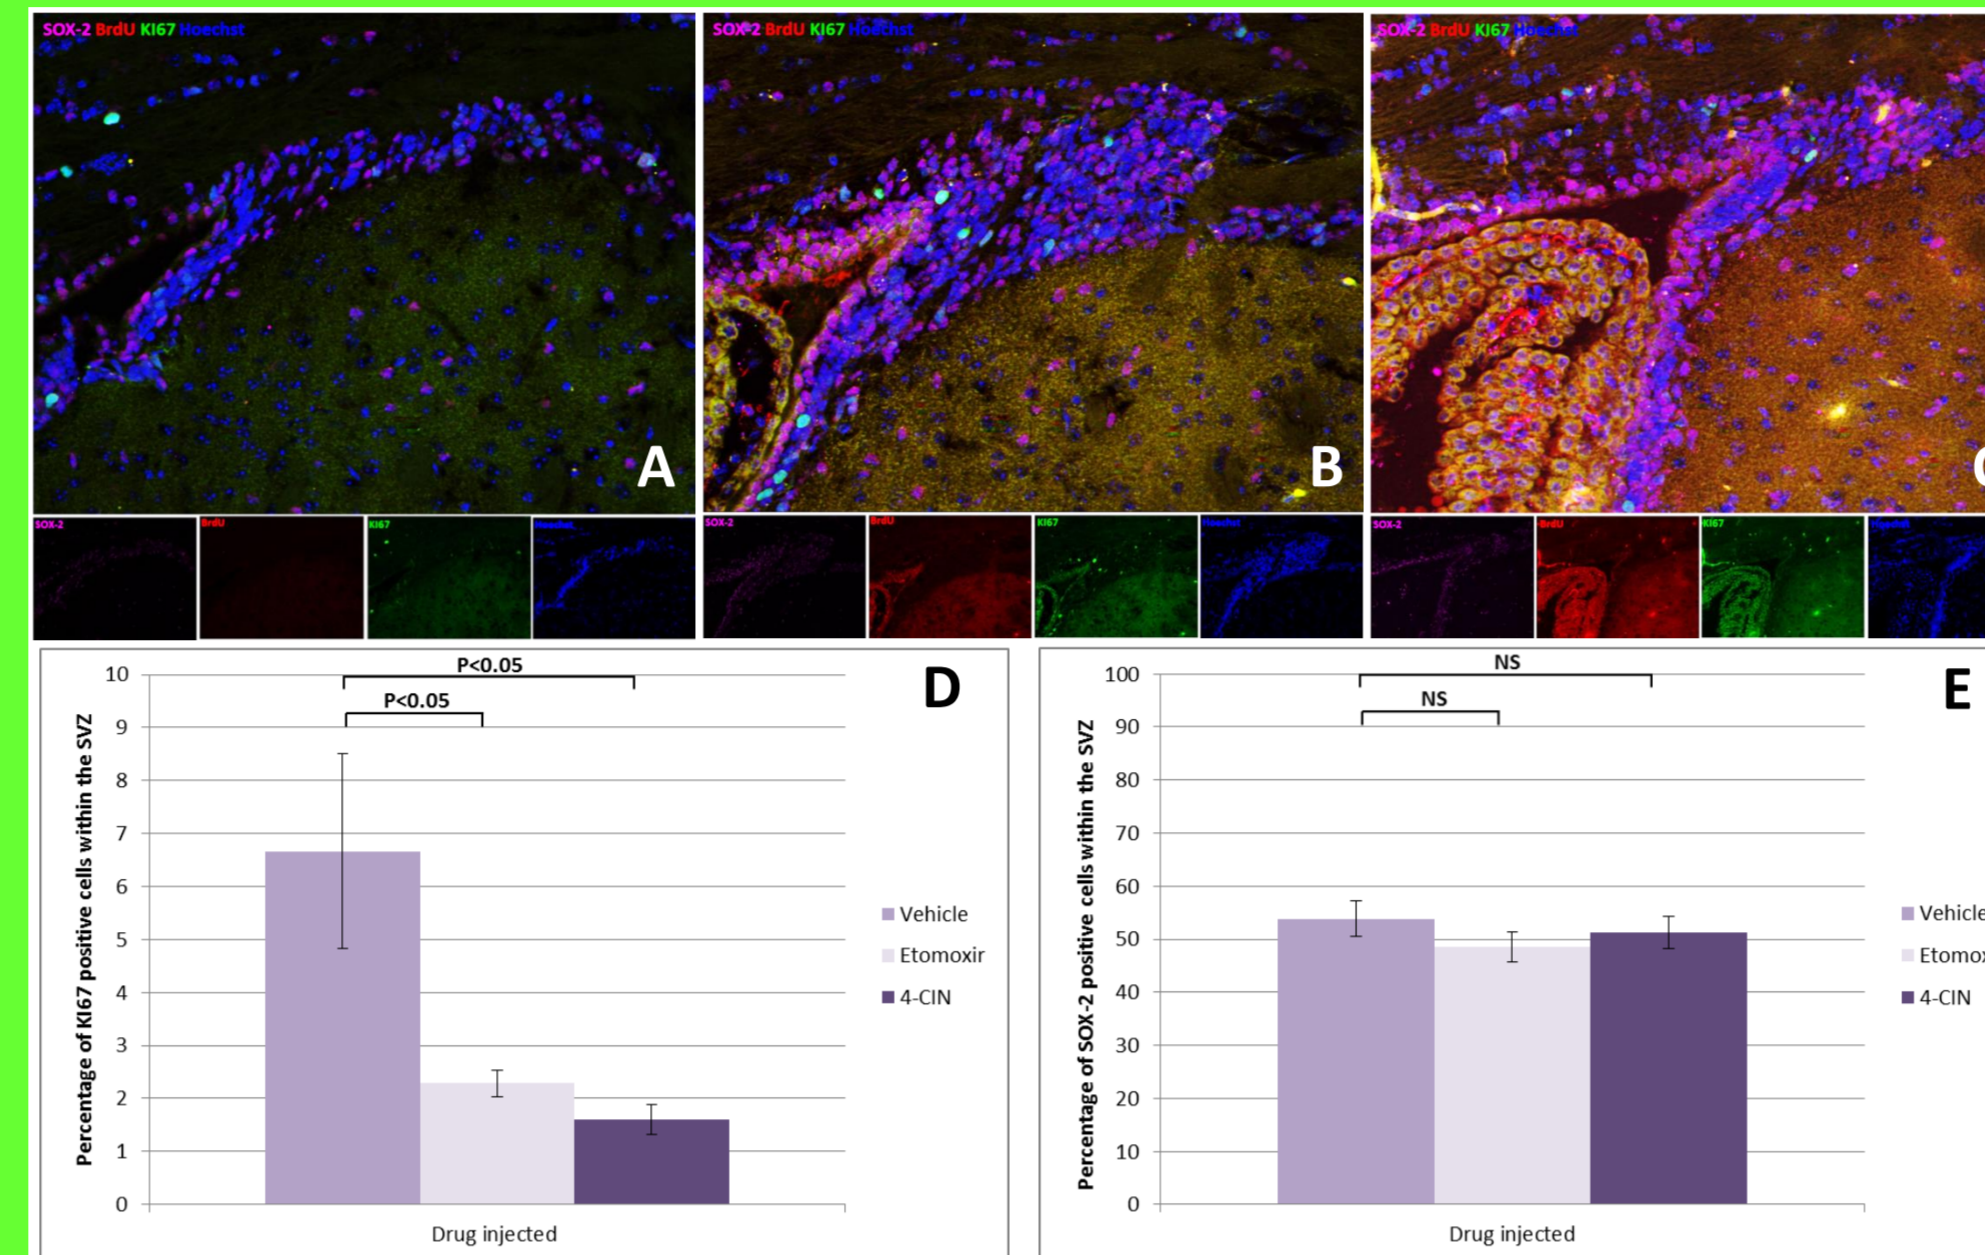 SOX-2 BrdU KI67 Hoechst
A
SOX-2 BrdU KI67 Hoechst
B
SOX-2 BrdU KI67 Hoechst
SOX-2
BrdU
KI67
Hoechst
SOX-2
BrdU
KI67
Hoechst
SOX-2
BrdU
KI67
Hoechst
D
P<0.05
P<0.05
Percentage of KI67 positive cells within the SVZ
10
9
8
7
6
5
4
3
2
1
0
Drug injected
Vehicle
Etomoxir
4-CIN
E
NS
NS
Percentage of SOX-2 positive cells within the SVZ
100
90
80
70
60
50
40
30
20
10
0
Drug injected
Vehicle
Etomox
4-CIN